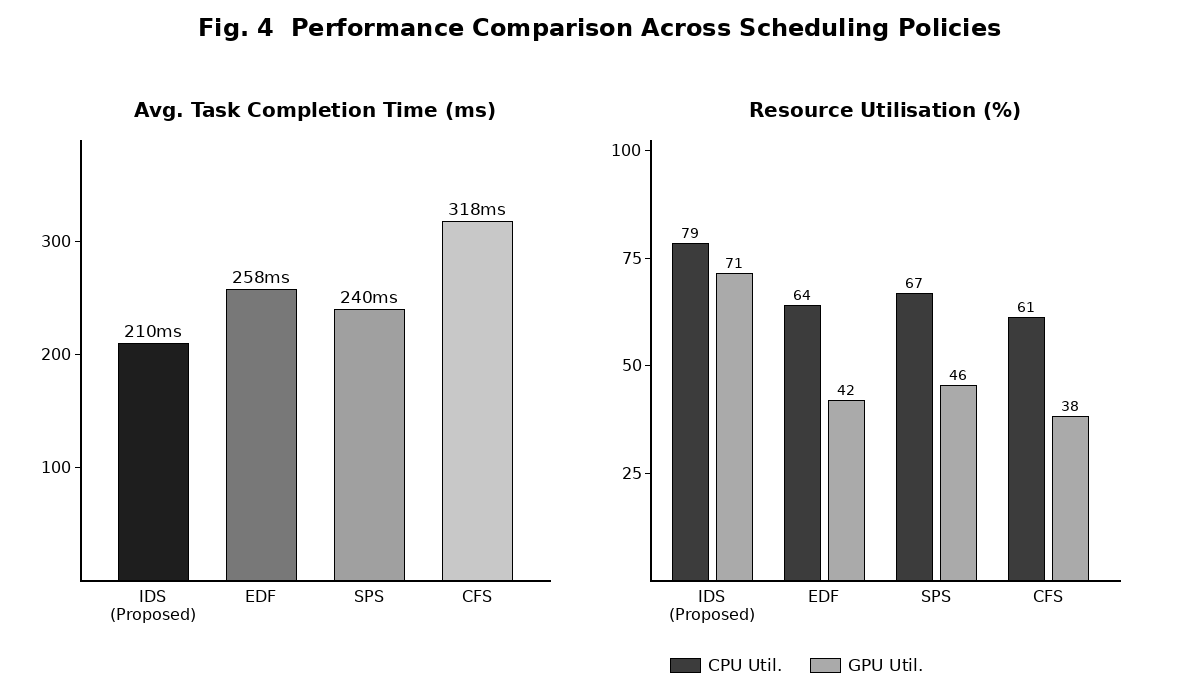 Fig. 4  Performance Comparison Across Scheduling Policies
Avg. Task Completion Time (ms)
300
200
100
210ms
258ms
240ms
318ms
IDS
(Proposed)
EDF
SPS
CFS
Resource Utilisation (%)
100
75
50
25
79
71
64
42
67
46
61
38
IDS
(Proposed)
EDF
SPS
CFS
CPU Util.
GPU Util.